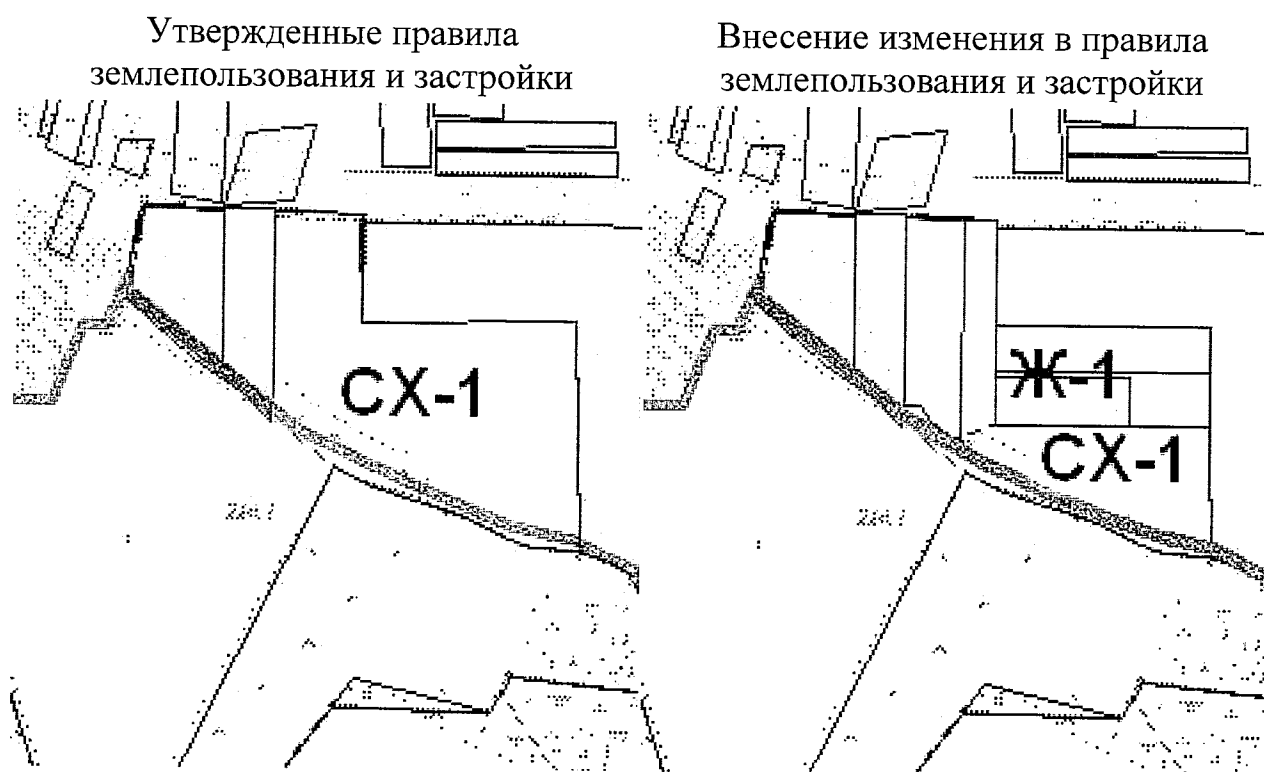 Утвержденные правила
землепользования и застройки
Внесение изменения в правила
землепользования и застройки
СХ-1
Ж-1
СХ-1